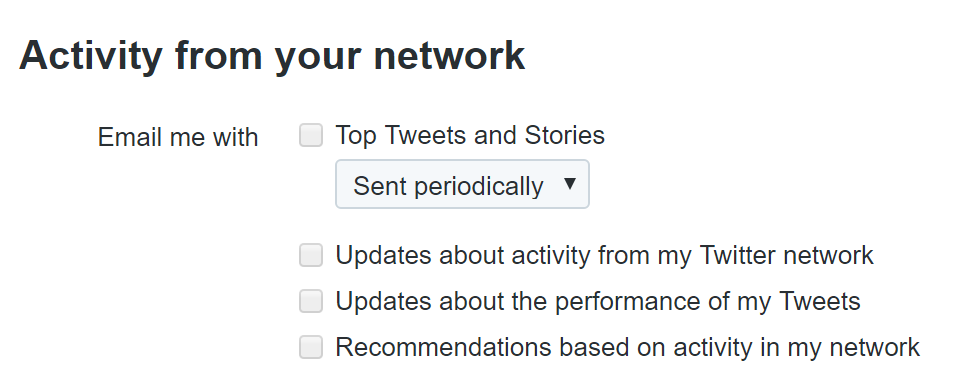 Activity from your network
Email me with
Top Tweets and Stories
Sent periodically
Updates about activity from my Twitter network
Updates about the performance of my Tweets
Recommendations based on activity in my network